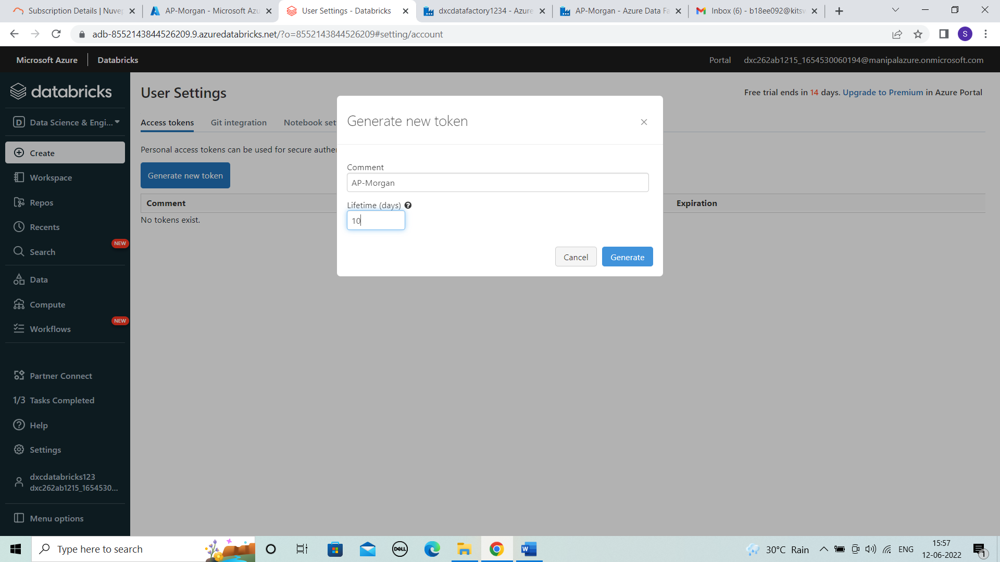 Subscription Details | Nuvep
AP-Morgan - Microsoft Azu
User Settings - Databricks
dxcdatafactory1234 - Azure
AP-Morgan - Azure Data Fa
Inbox (6) - b18ee092@kitsw
adb-8552143844526209.9.azuredatabricks.net/?o=8552143844526209#setting/account
S
Microsoft Azure
Databricks
Portal
dxc262ab1215_1654530060194@manipalazure.onmicrosoft.com
databricks
D Data Science & Engi...
Create
Workspace
Repos
Recents
NEW
Search
Data
Compute
NEW
Workflows
Partner Connect
1/3 Tasks Completed
Help
Settings
dxcdatabricks123
dxc262ab1215_1654530...
Menu options
User Settings
Free trial ends in 14 days. Upgrade to Premium in Azure Portal
Access tokens
Git integration
Notebook set
Personal access tokens can be used for secure authe
Generate new token
Comment
Expiration
No tokens exist.
Generate new token
Comment
AP-Morgan
Lifetime (days)
10
Cancel
Generate
Type here to search
DELL
W
30°C Rain
ENG
15:57
12-06-2022
1